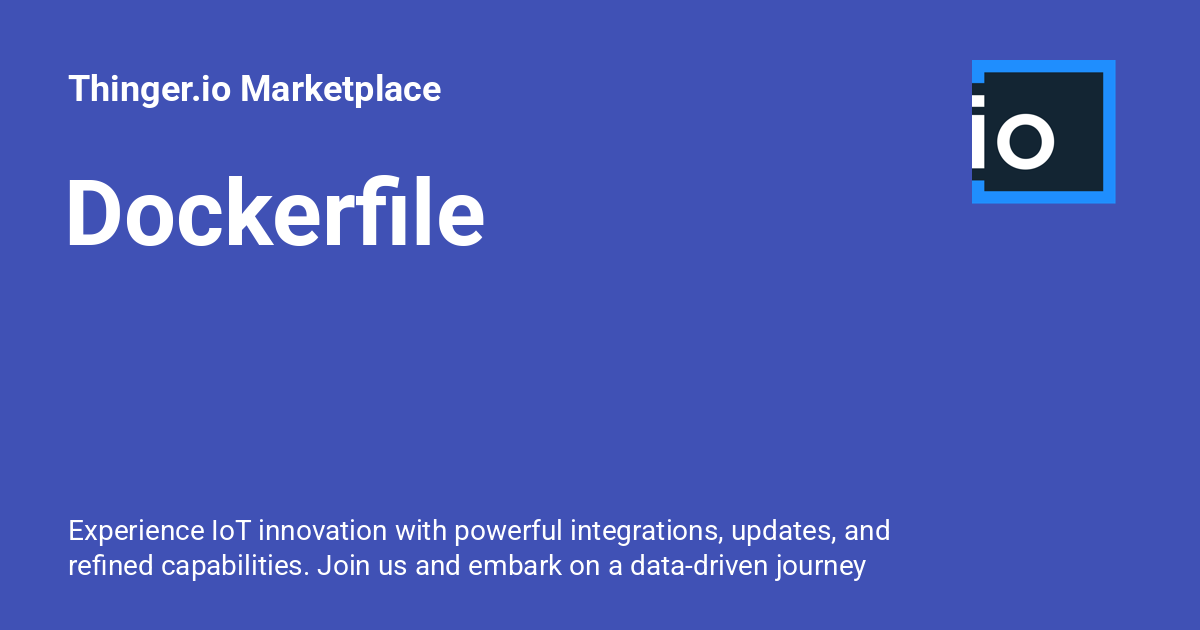 Thinger.io Marketplace
io
Dockerfile
Experience IoT innovation with powerful integrations, updates, and
refined capabilities. Join us and embark on a data-driven journey